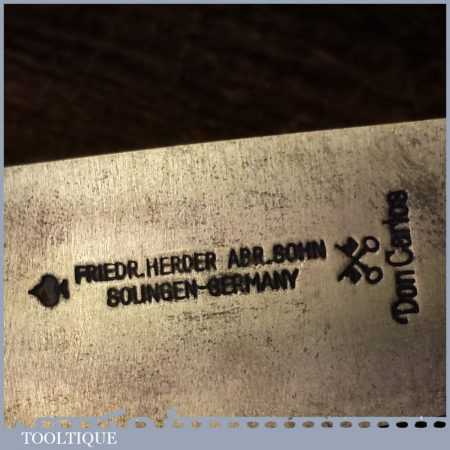 FRIEDR. HERDER ABR. SOHN
SOLINGEN-GERMANY
"Don Carlos
TOOLTIQUE